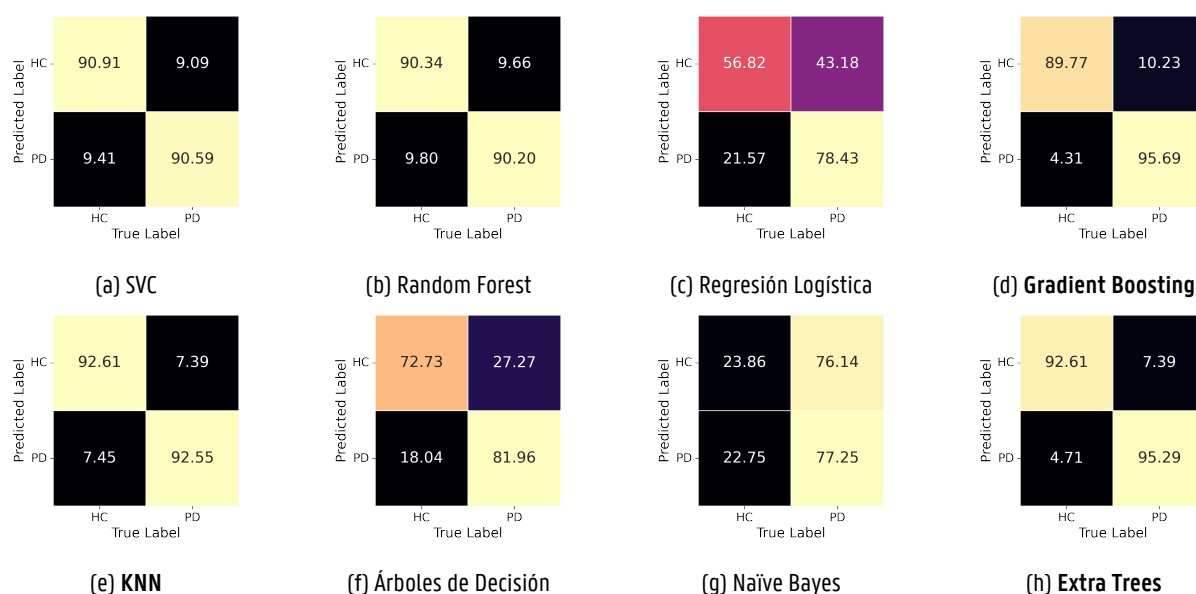 Predicted Label
HC
90.91 9.09
PD
9.41 90.59
HC PD
True Label
(a) SVC
Predicted Label
HC
90.34 9.66
PD
9.80 90.20
HC PD
True Label
(b) Random Forest
Predicted Label
HC
56.82 43.18
PD
21.57 78.43
HC PD
True Label
(c) Regresión Logística
Predicted Label
HC
89.77 10.23
PD
4.31 95.69
HC PD
True Label
(d) Gradient Boosting
Predicted Label
HC
92.61 7.39
PD
7.45 92.55
HC PD
True Label
(e) KNN
Predicted Label
HC
72.73 27.27
PD
18.04 81.96
HC PD
True Label
(f) Árboles de Decisión
Predicted Label
HC
23.86 76.14
PD
22.75 77.25
HC PD
True Label
(g) Naïve Bayes
Predicted Label
HC
92.61 7.39
PD
4.71 95.29
HC PD
True Label
(h) Extra Trees